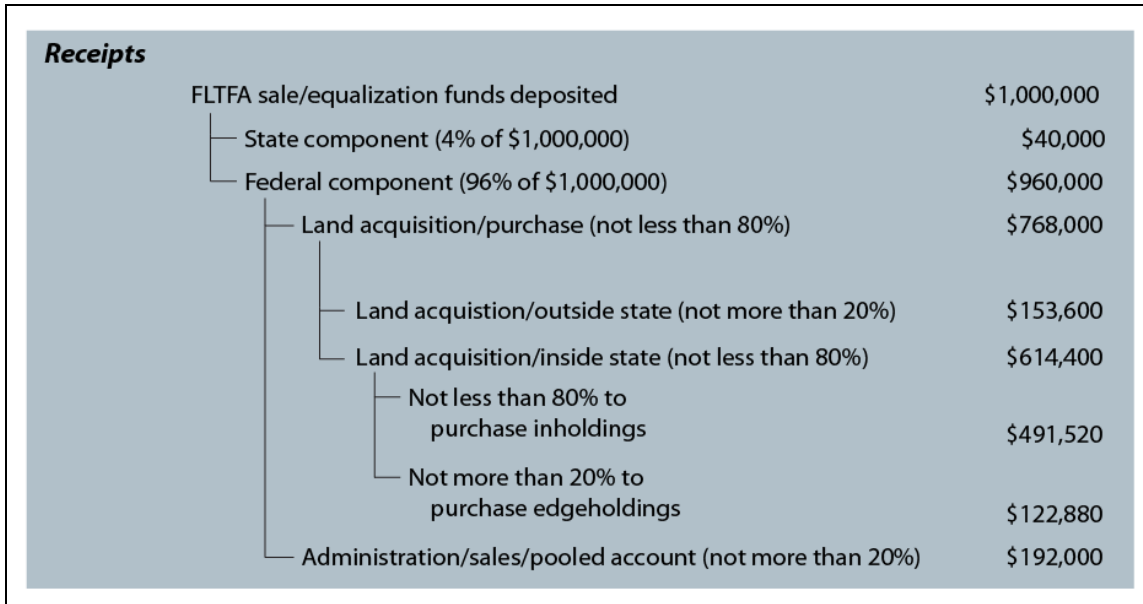 Receipts
FLTFA sale/equalization funds deposited $1,000,000
State component (4% of $1,000,000) $40,000
Federal component (96% of $1,000,000) $960,000
Land acquisition/purchase (not less than 80%) $768,000
Land acquistion/outside state (not more than 20%) $153,600
Land acquisition/inside state (not less than 80%) $614,400
Not less than 80% to
purchase inholdings $491,520
Not more than 20% to
purchase edgeholdings $122,880
Administration/sales/pooled account (not more than 20%) $192,000